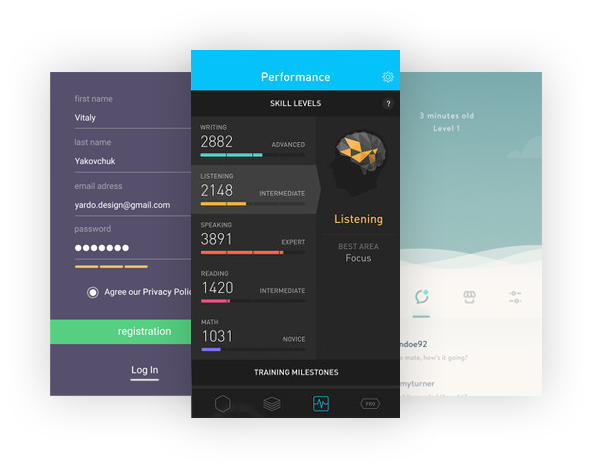 first name
Vitaly
last name
Yakovchuk
email adress
yardo.design@gmail.com
password
Agree our Privacy Polic
registration
Log In
Performance
SKILL LEVELS
?
WRITING
2882
ADVANCED
LISTENING
2148
INTERMEDIATE
SPEAKING
3891
EXPERT
READING
1420
INTERMEDIATE
MATH
1031
NOVICE
Listening
BEST AREA
Focus
TRAINING MILESTONES
PRO
3 minutes old
Level 1
ndoe92
mate, how's it going?
myturner